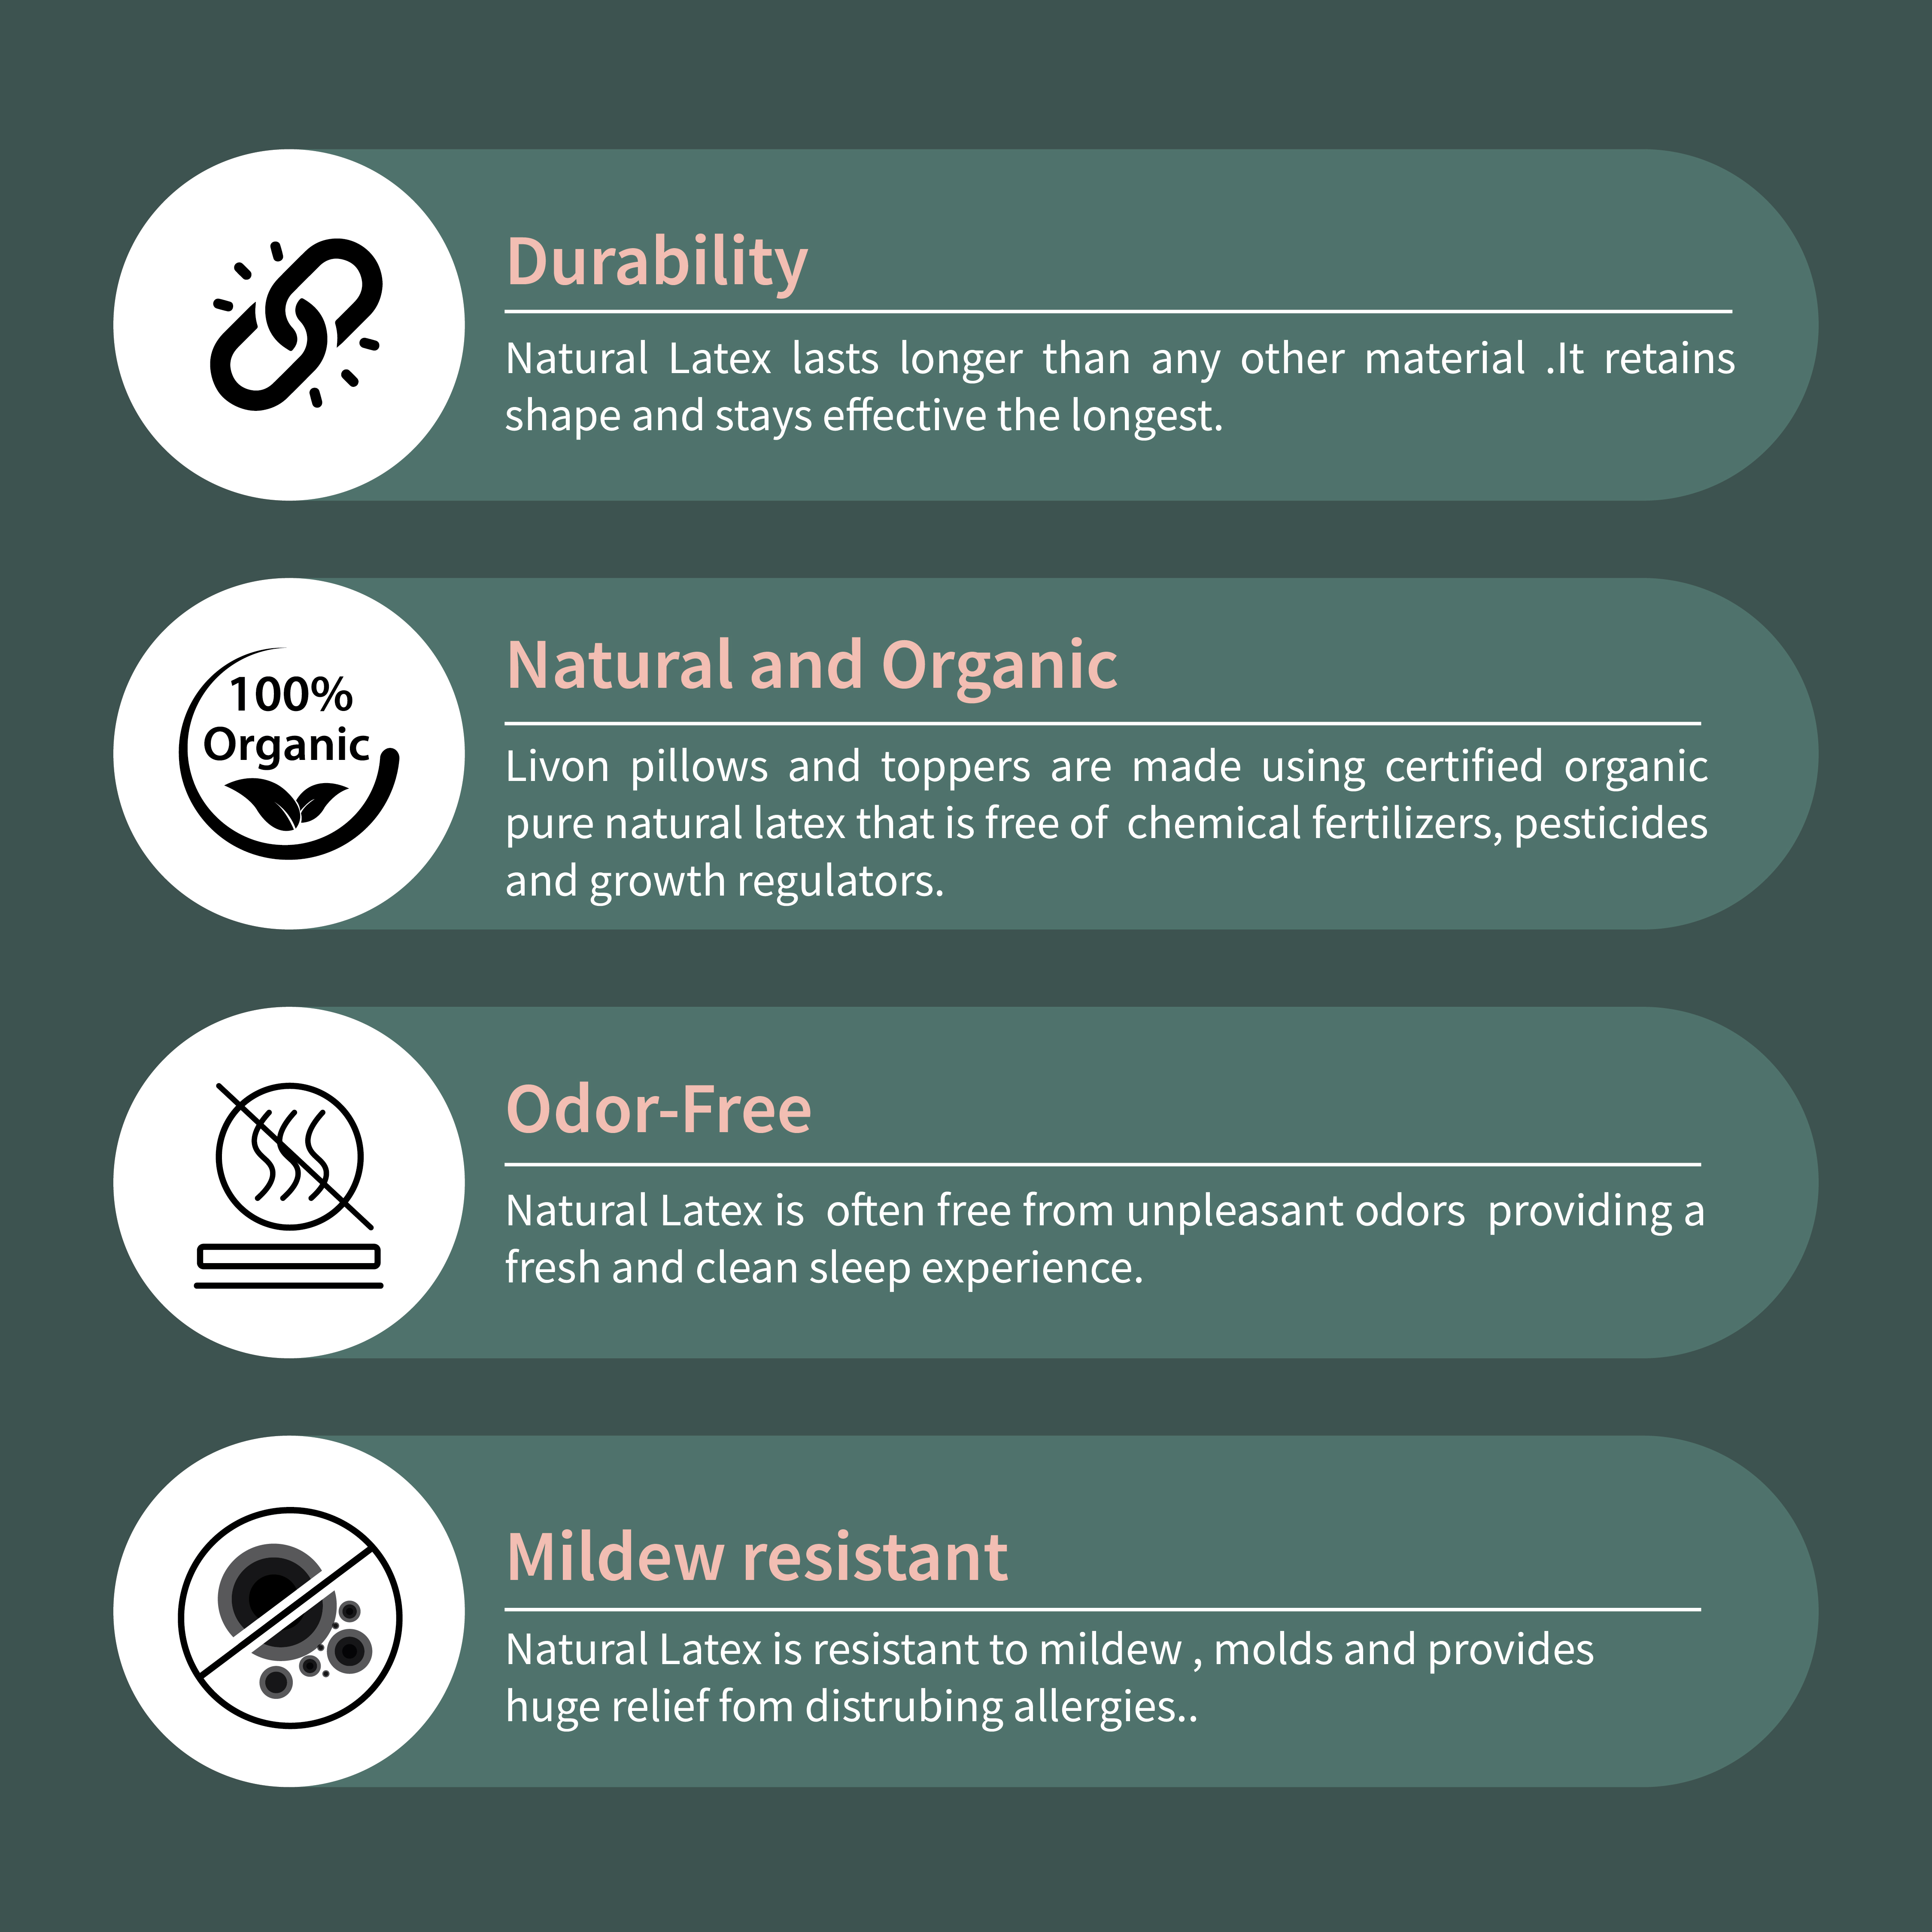 Durability
Natural Latex lasts longer than any other material .It retains
shape and stays effective the longest.
100%
Organic
Natural and Organic
Livon pillows and toppers are made using certified organic
pure natural latex that is free of chemical fertilizers, pesticides
and growth regulators.
Odor-Free
Natural Latex is often free from unpleasant odors providing a
fresh and clean sleep experience.
Mildew resistant
Natural Latex is resistant to mildew , molds and provides
huge relief fom distrubing allergies..